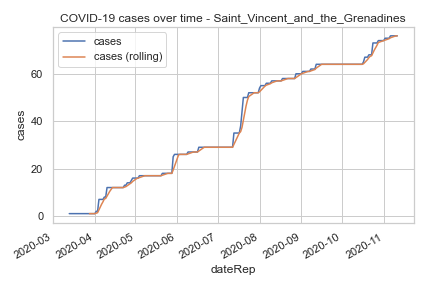 COVID-19 cases over time - Saint_Vincent_and_the_Grenadines
cases
cases (rolling)
60
40
20
0
cases
2020-03
2020-04
2020-05
2020-06
2020-07
2020-08
2020-09
2020-10
2020-11
dateRep